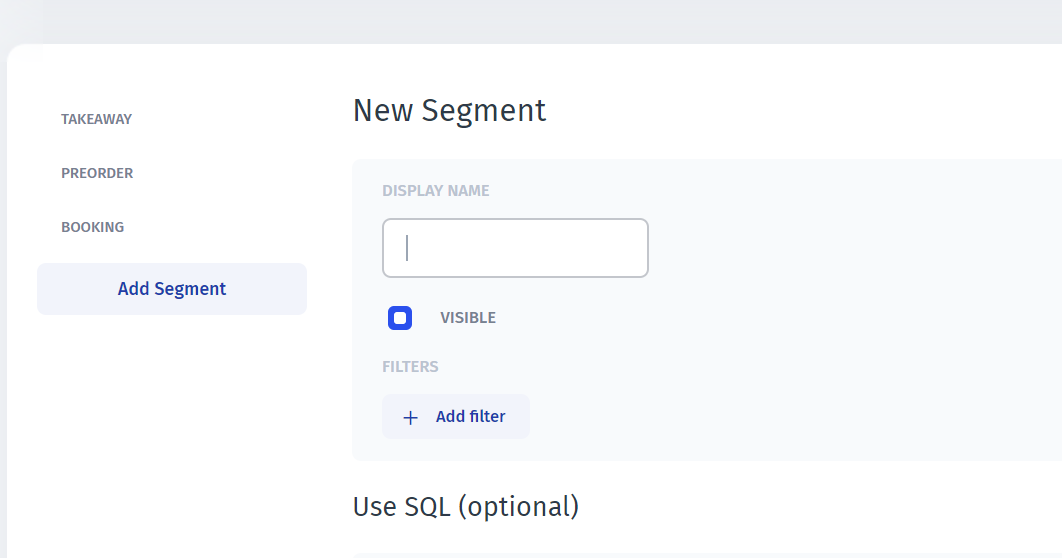 TAKEAWAY
PREORDER
BOOKING
Add Segment
New Segment
DISPLAY NAME
VISIBLE
FILTERS
+ Add filter
Use SQL (optional)